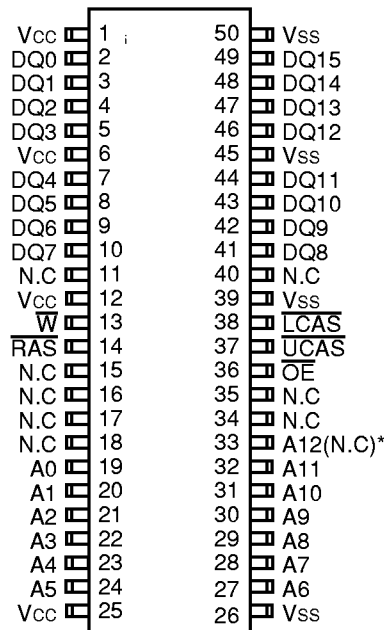 VCC 1 50 VSS
DQ0 2 49 DQ15
DQ1 3 48 DQ14
DQ2 4 47 DQ13
DQ3 5 46 DQ12
VCC 6 45 VSS
DQ4 7 44 DQ11
DQ5 8 43 DQ10
DQ6 9 42 DQ9
DQ7 10 41 DQ8
N.C 11 40 N.C
VCC 12 39 VSS
W̅ 13 38 L̅C̅A̅S̅
R̅A̅S̅ 14 37 U̅C̅A̅S̅
N.C 15 36 O̅E̅
N.C 16 35 N.C
N.C 17 34 N.C
N.C 18 33 A12(N.C)*
A0 19 32 A11
A1 20 31 A10
A2 21 30 A9
A3 22 29 A8
A4 23 28 A7
A5 24 27 A6
VCC 25 26 VSS